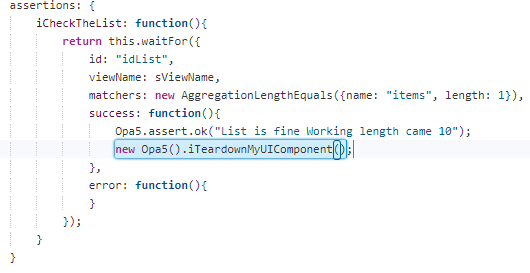 assertions: {
iCheckTheList: function(){
return this.waitFor({
id: "idList",
viewName: sViewName,
matchers: new AggregationLengthEquals({name: "items", length: 1}),
success: function(){
Opa5.assert.ok("List is fine Working length came 10");
new Opa5().iTeardownMyUIComponent();
},
error: function(){
}
});
}
}